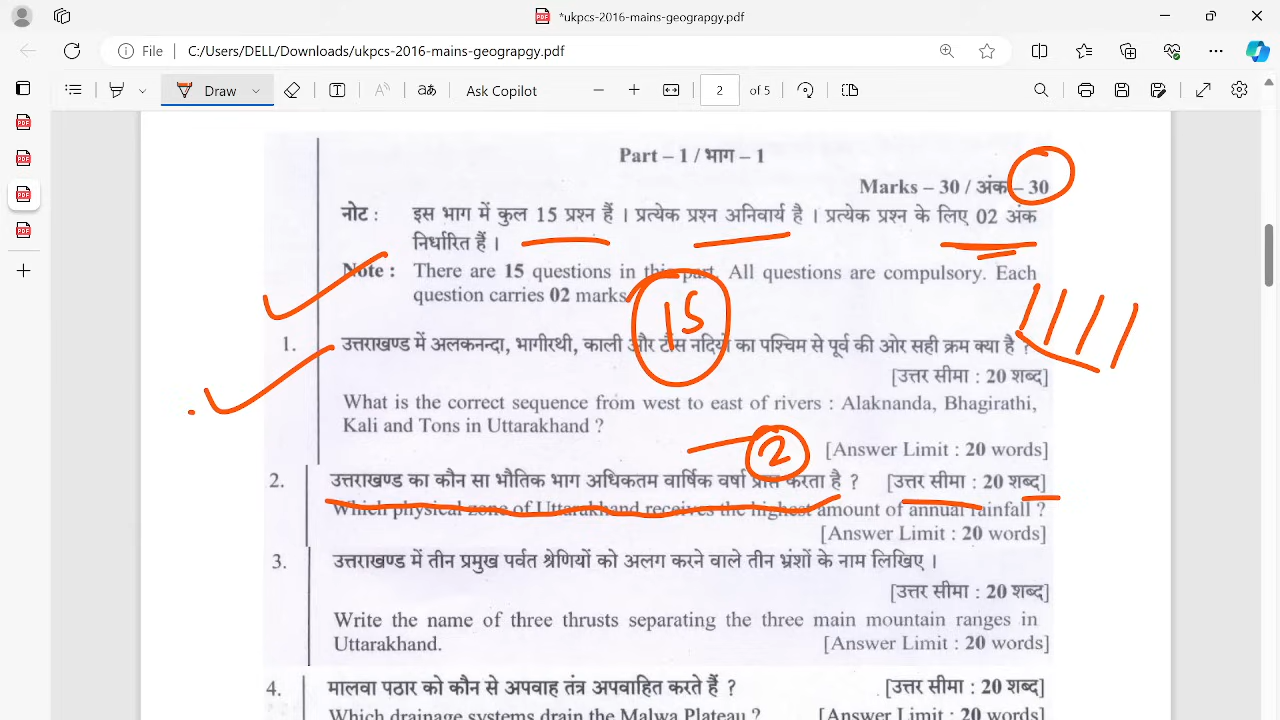 *ukpcs-2016-mains-geograpgy.pdf
File C:/Users/DELL/Downloads/ukpcs-2016-mains-geograpgy.pdf
Draw aあ Ask Copilot 2 of 5
Part – 1 / भाग – 1
Marks – 30 / अंक – 30
नोट : इस भाग में कुल 15 प्रश्न हैं । प्रत्येक प्रश्न अनिवार्य है । प्रत्येक प्रश्न के लिए 02 अंक
निर्धारित हैं ।
Note : There are 15 questions in this part. All questions are compulsory. Each
question carries 02 marks
15
1. उत्तराखण्ड में अलकनन्दा, भागीरथी, काली और टौंस नदियों का पश्चिम से पूर्व की ओर सही क्रम क्या है ?
[उत्तर सीमा : 20 शब्द]
What is the correct sequence from west to east of rivers : Alaknanda, Bhagirathi,
Kali and Tons in Uttarakhand ?
[Answer Limit : 20 words]
2
2. उत्तराखण्ड का कौन सा भौतिक भाग अधिकतम वार्षिक वर्षा प्राप्त करता है ? [उत्तर सीमा : 20 शब्द]
Which physical zone of Uttarakhand receives the highest amount of annual rainfall ?
[Answer Limit : 20 words]
3. उत्तराखण्ड में तीन प्रमुख पर्वत श्रेणियों को अलग करने वाले तीन भ्रंशों के नाम लिखिए ।
[उत्तर सीमा : 20 शब्द]
Write the name of three thrusts separating the three main mountain ranges in
Uttarakhand. [Answer Limit : 20 words]
4. मालवा पठार को कौन से अपवाह तंत्र अपवाहित करते हैं ? [उत्तर सीमा : 20 शब्द]
Which drainage systems drain the Malwa Plateau ? [Answer Limit : 20 words]